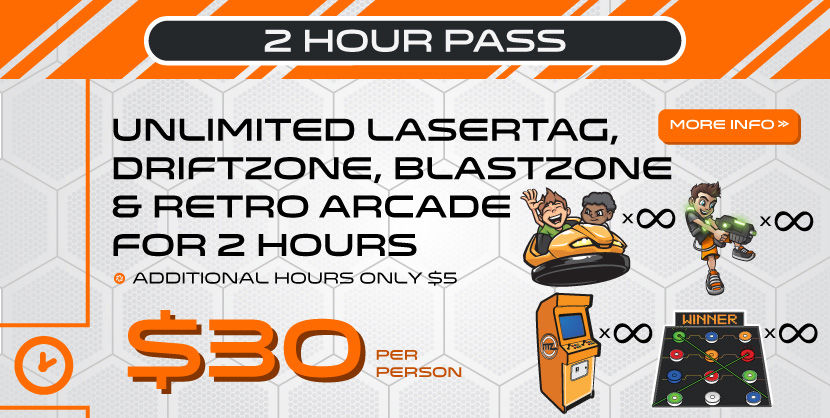 2 HOUR PASS
UNLIMITED LASERTAG,
DRIFTZONE, BLASTZONE
& RETRO ARCADE
FOR 2 HOURS
ADDITIONAL HOURS ONLY $5
$30
PER
PERSON
MORE INFO »
x∞
x∞
x∞
WINNER
x∞